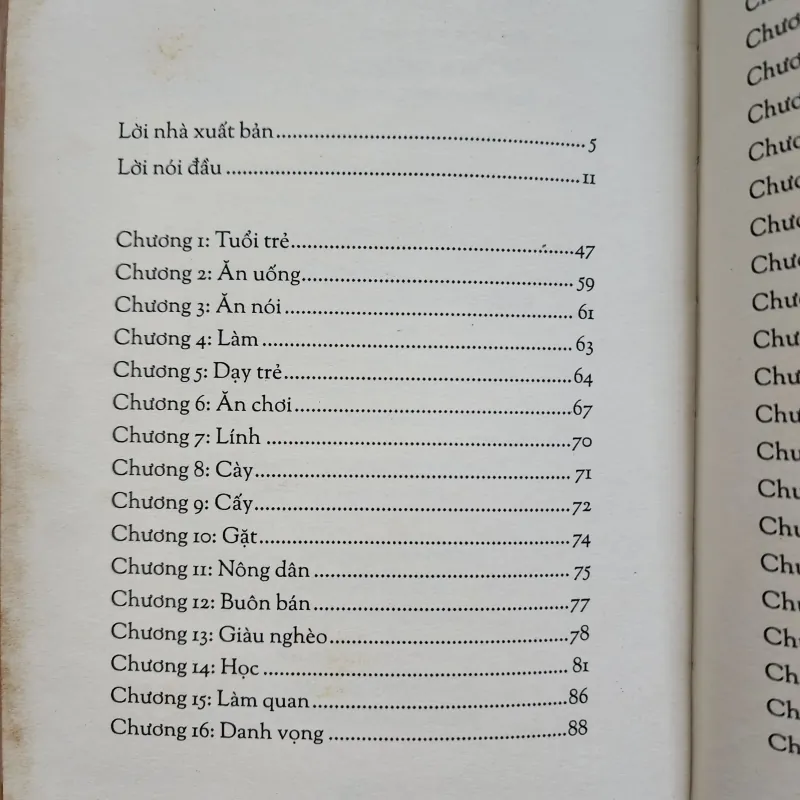 Lời nhà xuất bản............................................5
Lời nói đầu..................................................11
Chương 1: Tuổi trẻ........................................47
Chương 2: Ăn uống.......................................59
Chương 3: Ăn nói.........................................61
Chương 4: Làm............................................63
Chương 5: Dạy trẻ........................................64
Chương 6: Ăn chơi.......................................67
Chương 7: Lính...........................................70
Chương 8: Cày............................................71
Chương 9: Cấy............................................72
Chương 10: Gặt...........................................74
Chương 11: Nông dân...................................75
Chương 12: Buôn bán...................................77
Chương 13: Giàu nghèo.................................78
Chương 14: Học..........................................81
Chương 15: Làm quan...................................86
Chương 16: Danh vọng.................................88